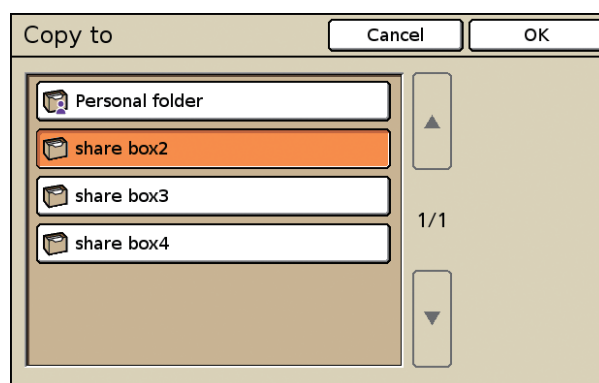 Copy to
Cancel
OK
Personal folder
share box2
share box3
share box4
1/1